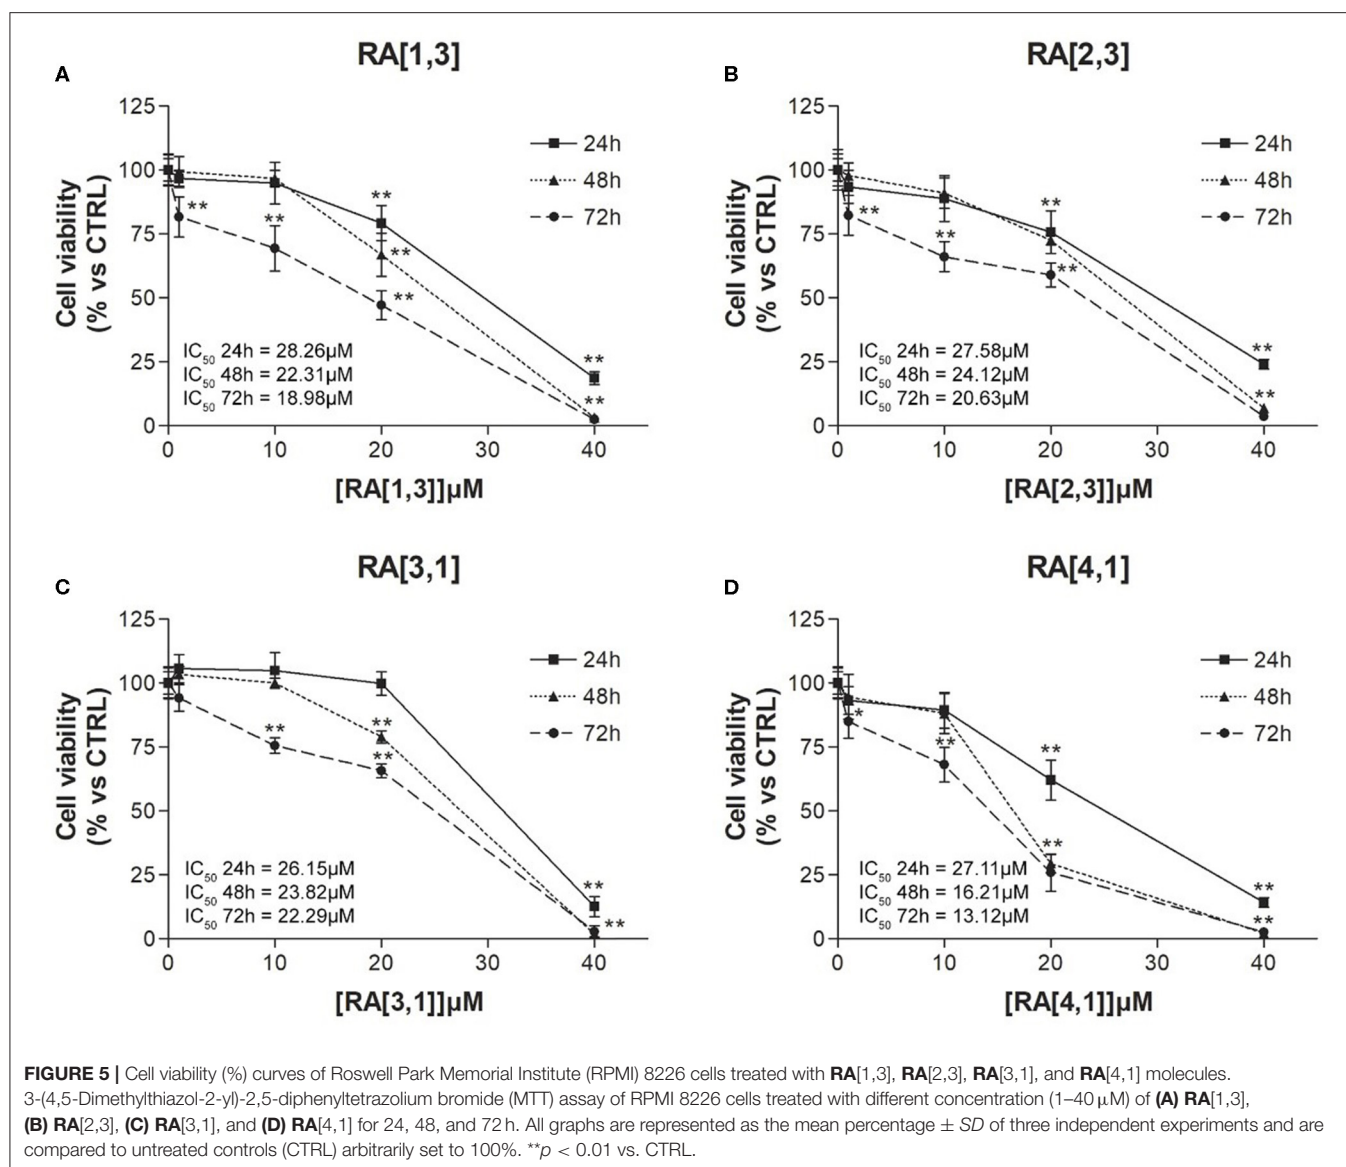 RA[1,3]
A
125
100
75
50
25
0
Cell viability
(% vs CTRL)
24h
48h
72h
**
**
**
**
**
**
**
IC50 24h = 28.26µM
IC50 48h = 22.31µM
IC50 72h = 18.98µM
0 10 20 30 40
[RA[1,3]]µM
RA[2,3]
B
125
100
75
50
25
0
Cell viability
(% vs CTRL)
24h
48h
72h
**
**
**
**
**
**
IC50 24h = 27.58µM
IC50 48h = 24.12µM
IC50 72h = 20.63µM
0 10 20 30 40
[RA[2,3]]µM
RA[3,1]
C
125
100
75
50
25
0
Cell viability
(% vs CTRL)
24h
48h
72h
**
**
**
**
**
IC50 24h = 26.15µM
IC50 48h = 23.82µM
IC50 72h = 22.29µM
0 10 20 30 40
[RA[3,1]]µM
RA[4,1]
D
125
100
75
50
25
0
Cell viability
(% vs CTRL)
24h
48h
72h
*
**
**
**
**
**
IC50 24h = 27.11µM
IC50 48h = 16.21µM
IC50 72h = 13.12µM
0 10 20 30 40
[RA[4,1]]µM
FIGURE 5 | Cell viability (%) curves of Roswell Park Memorial Institute (RPMI) 8226 cells treated with RA[1,3], RA[2,3], RA[3,1], and RA[4,1] molecules.
3-(4,5-Dimethylthiazol-2-yl)-2,5-diphenyltetrazolium bromide (MTT) assay of RPMI 8226 cells treated with different concentration (1–40 µM) of (A) RA[1,3],
(B) RA[2,3], (C) RA[3,1], and (D) RA[4,1] for 24, 48, and 72 h. All graphs are represented as the mean percentage ± SD of three independent experiments and are
compared to untreated controls (CTRL) arbitrarily set to 100%. **p < 0.01 vs. CTRL.